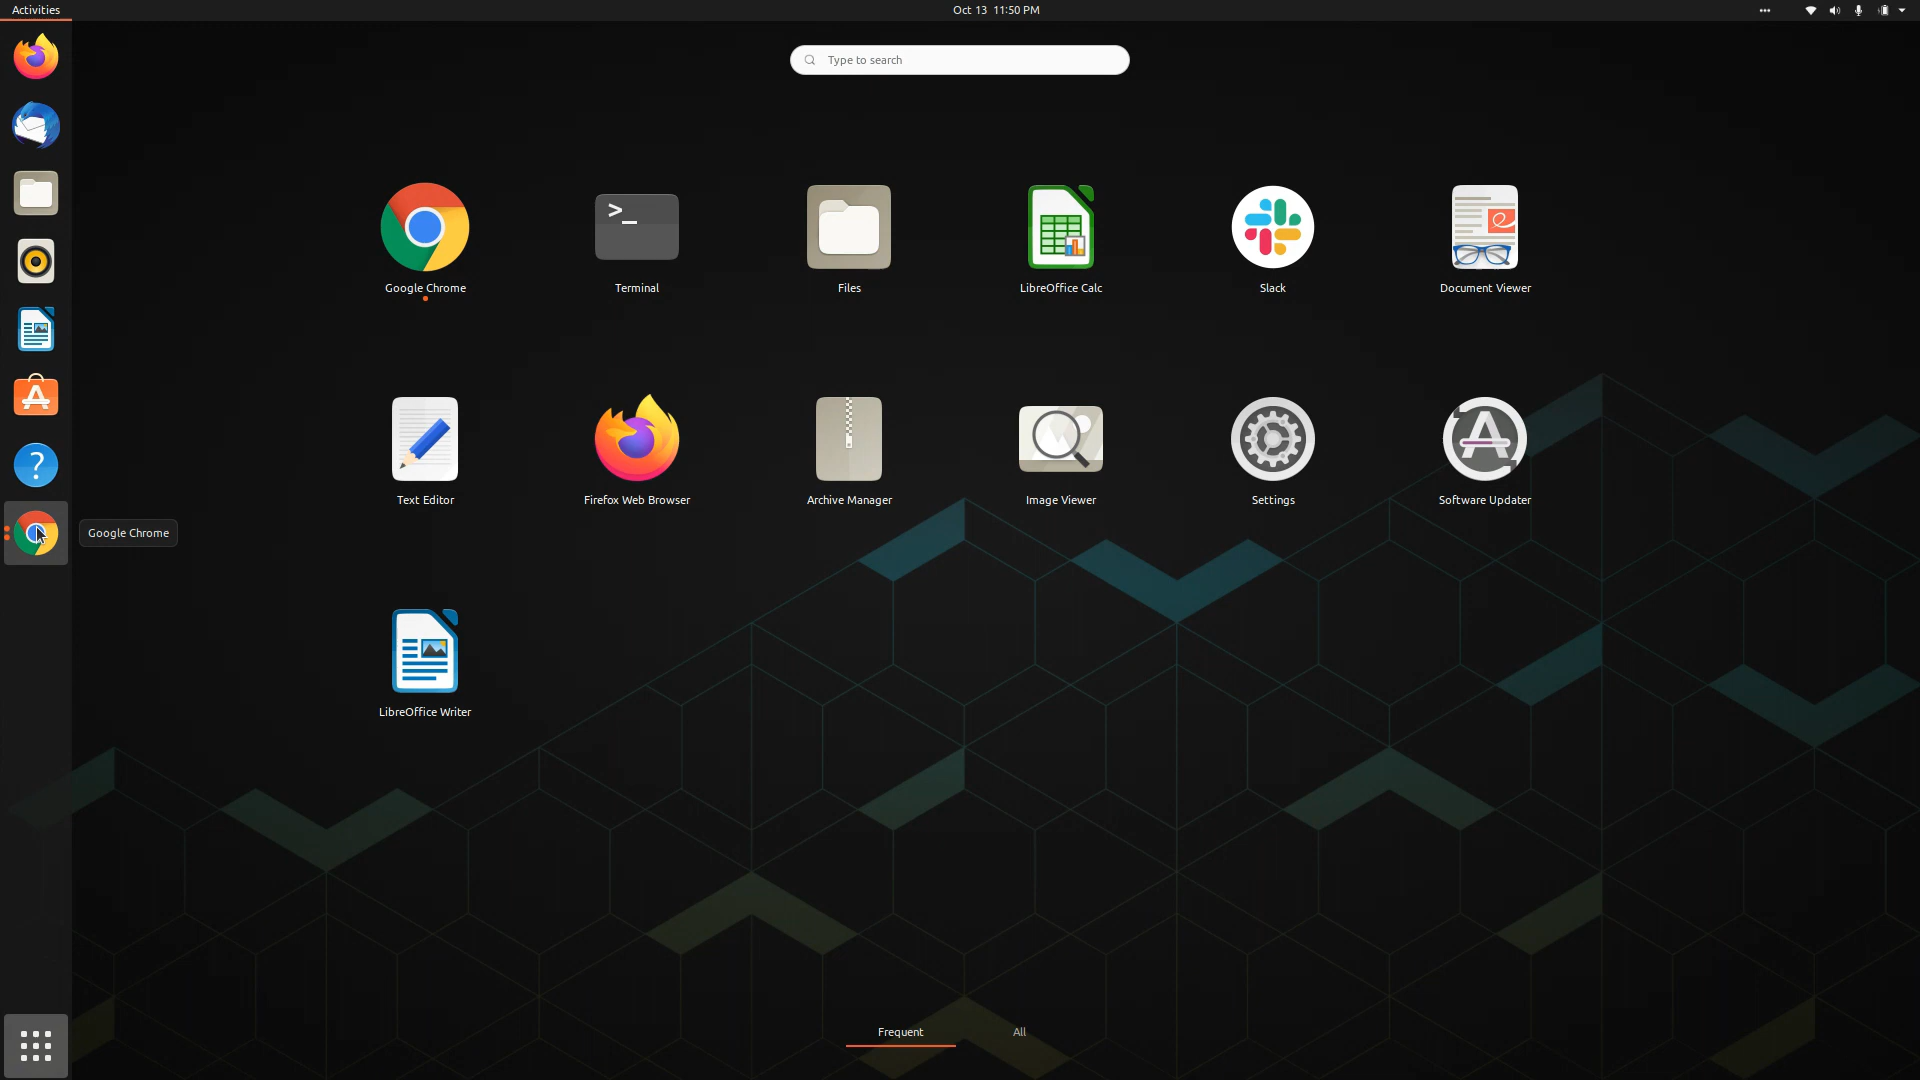 Activities
Oct 13 11:50 PM
Type to search
Google Chrome
Terminal
Files
LibreOffice Calc
Slack
Document Viewer
Text Editor
Firefox Web Browser
Archive Manager
Image Viewer
Settings
Software Updater
Google Chrome
LibreOffice Writer
Frequent
All